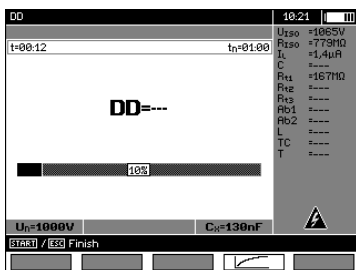 DD 10:21
t=00:12 tn=01:00
DD=---
10%
Un=1000V Cx=130nF
UISO =1065V
RISO =779MΩ
IL =1,4µA
C =---
Rt1 =167MΩ
Rt2 =---
Rt3 =---
Ab1 =---
Ab2 =---
L =---
TC =---
T =---
START / ESC Finish